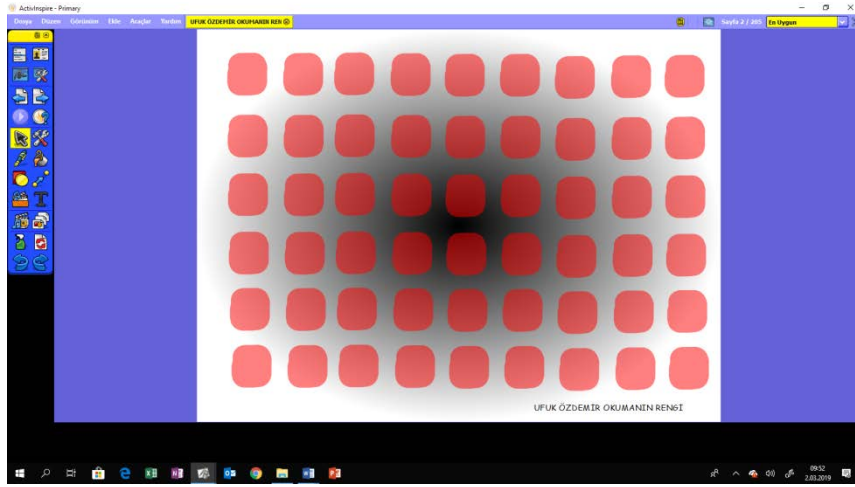 ActivInspire - Primary
Dosya Düzen Görünüm Ekle Araçlar Yardım UFUK ÖZDEMİR OKUMANIN REN
Sayfa 2 / 205 En Uygun
UFUK ÖZDEMİR OKUMANIN RENGİ
09:52
2.03.2019